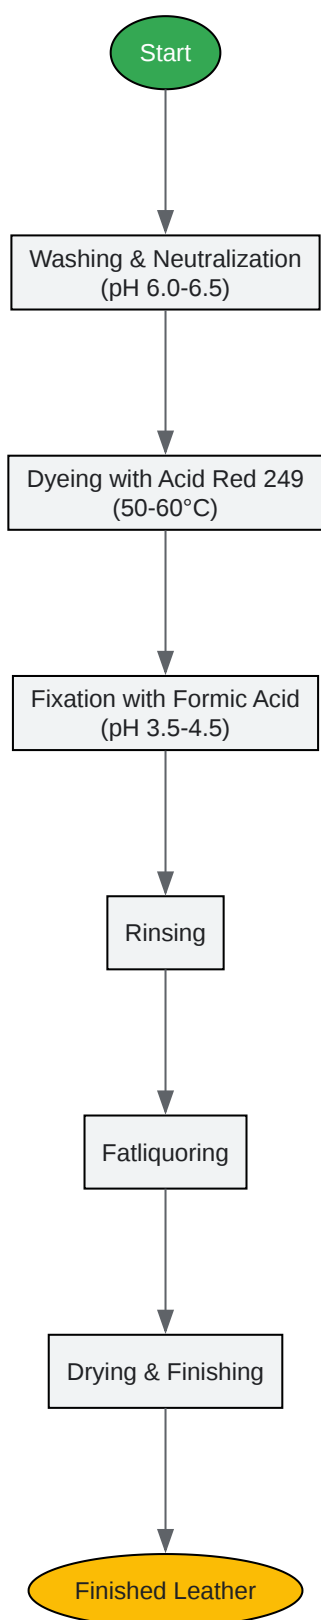 Start
Washing & Neutralization
(pH 6.0-6.5)
Dyeing with Acid Red 249
(50-60°C)
Fixation with Formic Acid
(pH 3.5-4.5)
Rinsing
Fatliquoring
Drying & Finishing
Finished Leather